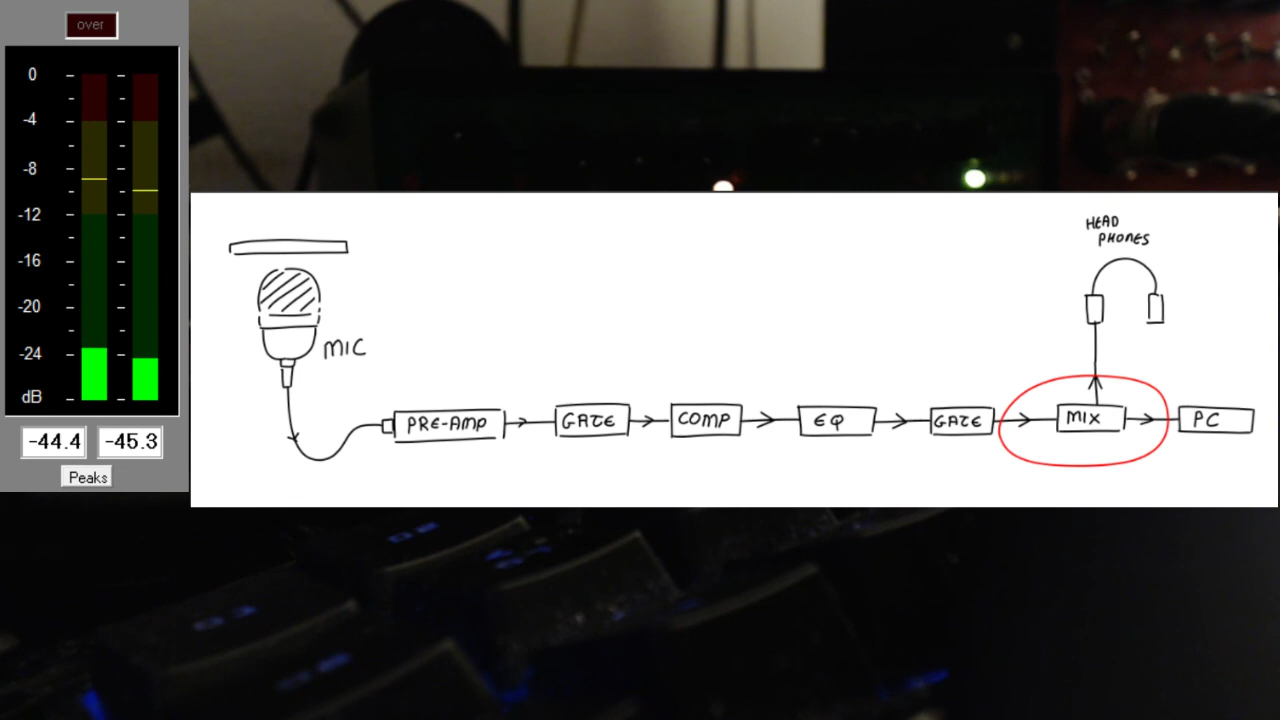 over
0
-4
-8
-12
-16
-20
-24
dB
-44.4 -45.3
Peaks
HEAD
PHONES
MIC
PRE-AMP GATE COMP EQ GATE MIX PC